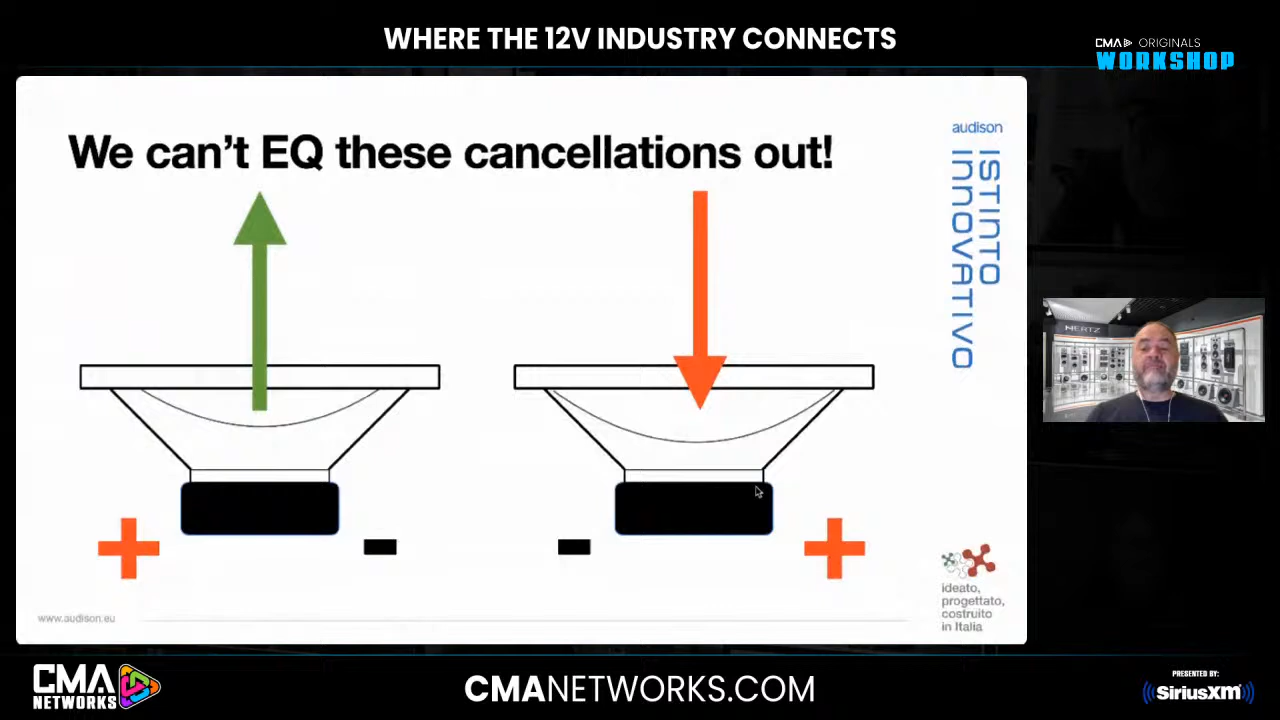 WHERE THE 12V INDUSTRY CONNECTS
CMA ORIGINALS
WORKSHOP
We can't EQ these cancellations out!
audison
ISTINTO
INNOVATIVO
HERTZ
+ - - +
ideato,
progettato,
costruito
in Italia
www.audison.eu
CMA
NETWORKS
CMANETWORKS.COM
PRESENTED BY:
SiriusXM